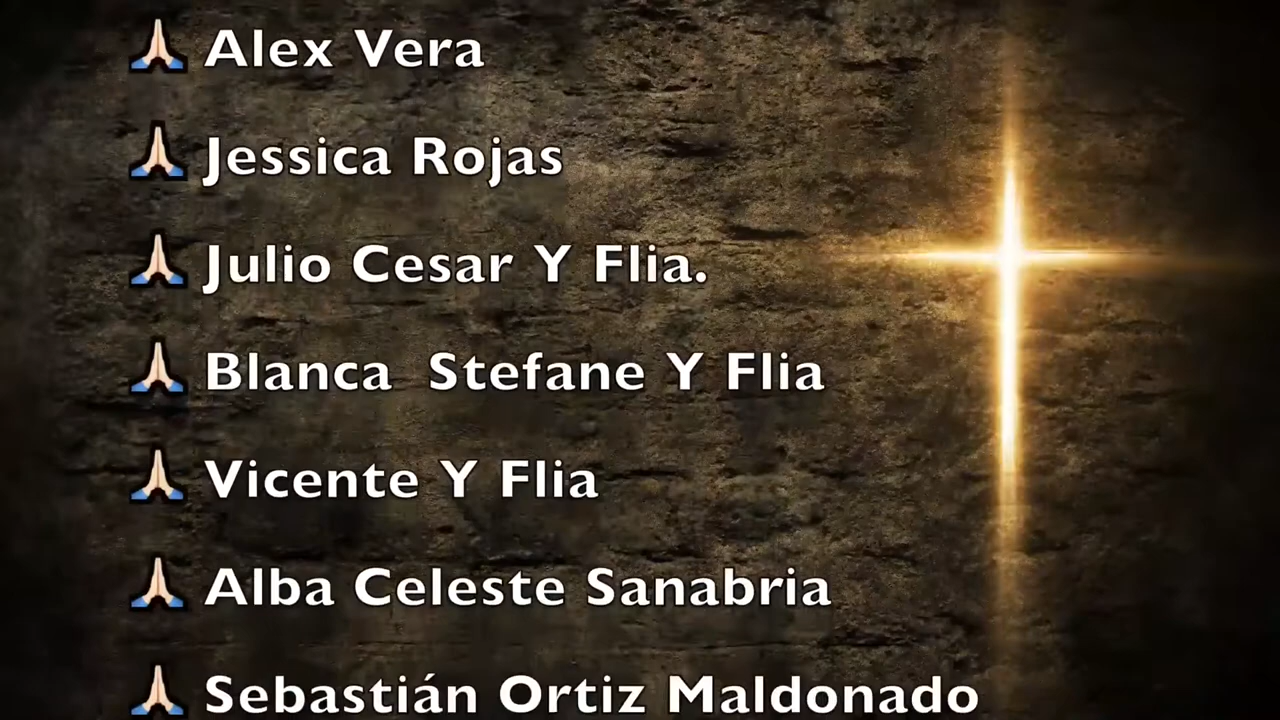 🙏🏻 Alex Vera
🙏🏻 Jessica Rojas
🙏🏻 Julio Cesar Y Flia.
🙏🏻 Blanca  Stefane Y Flia
🙏🏻 Vicente Y Flia
🙏🏻 Alba Celeste Sanabria
🙏🏻 Sebastián Ortiz Maldonado